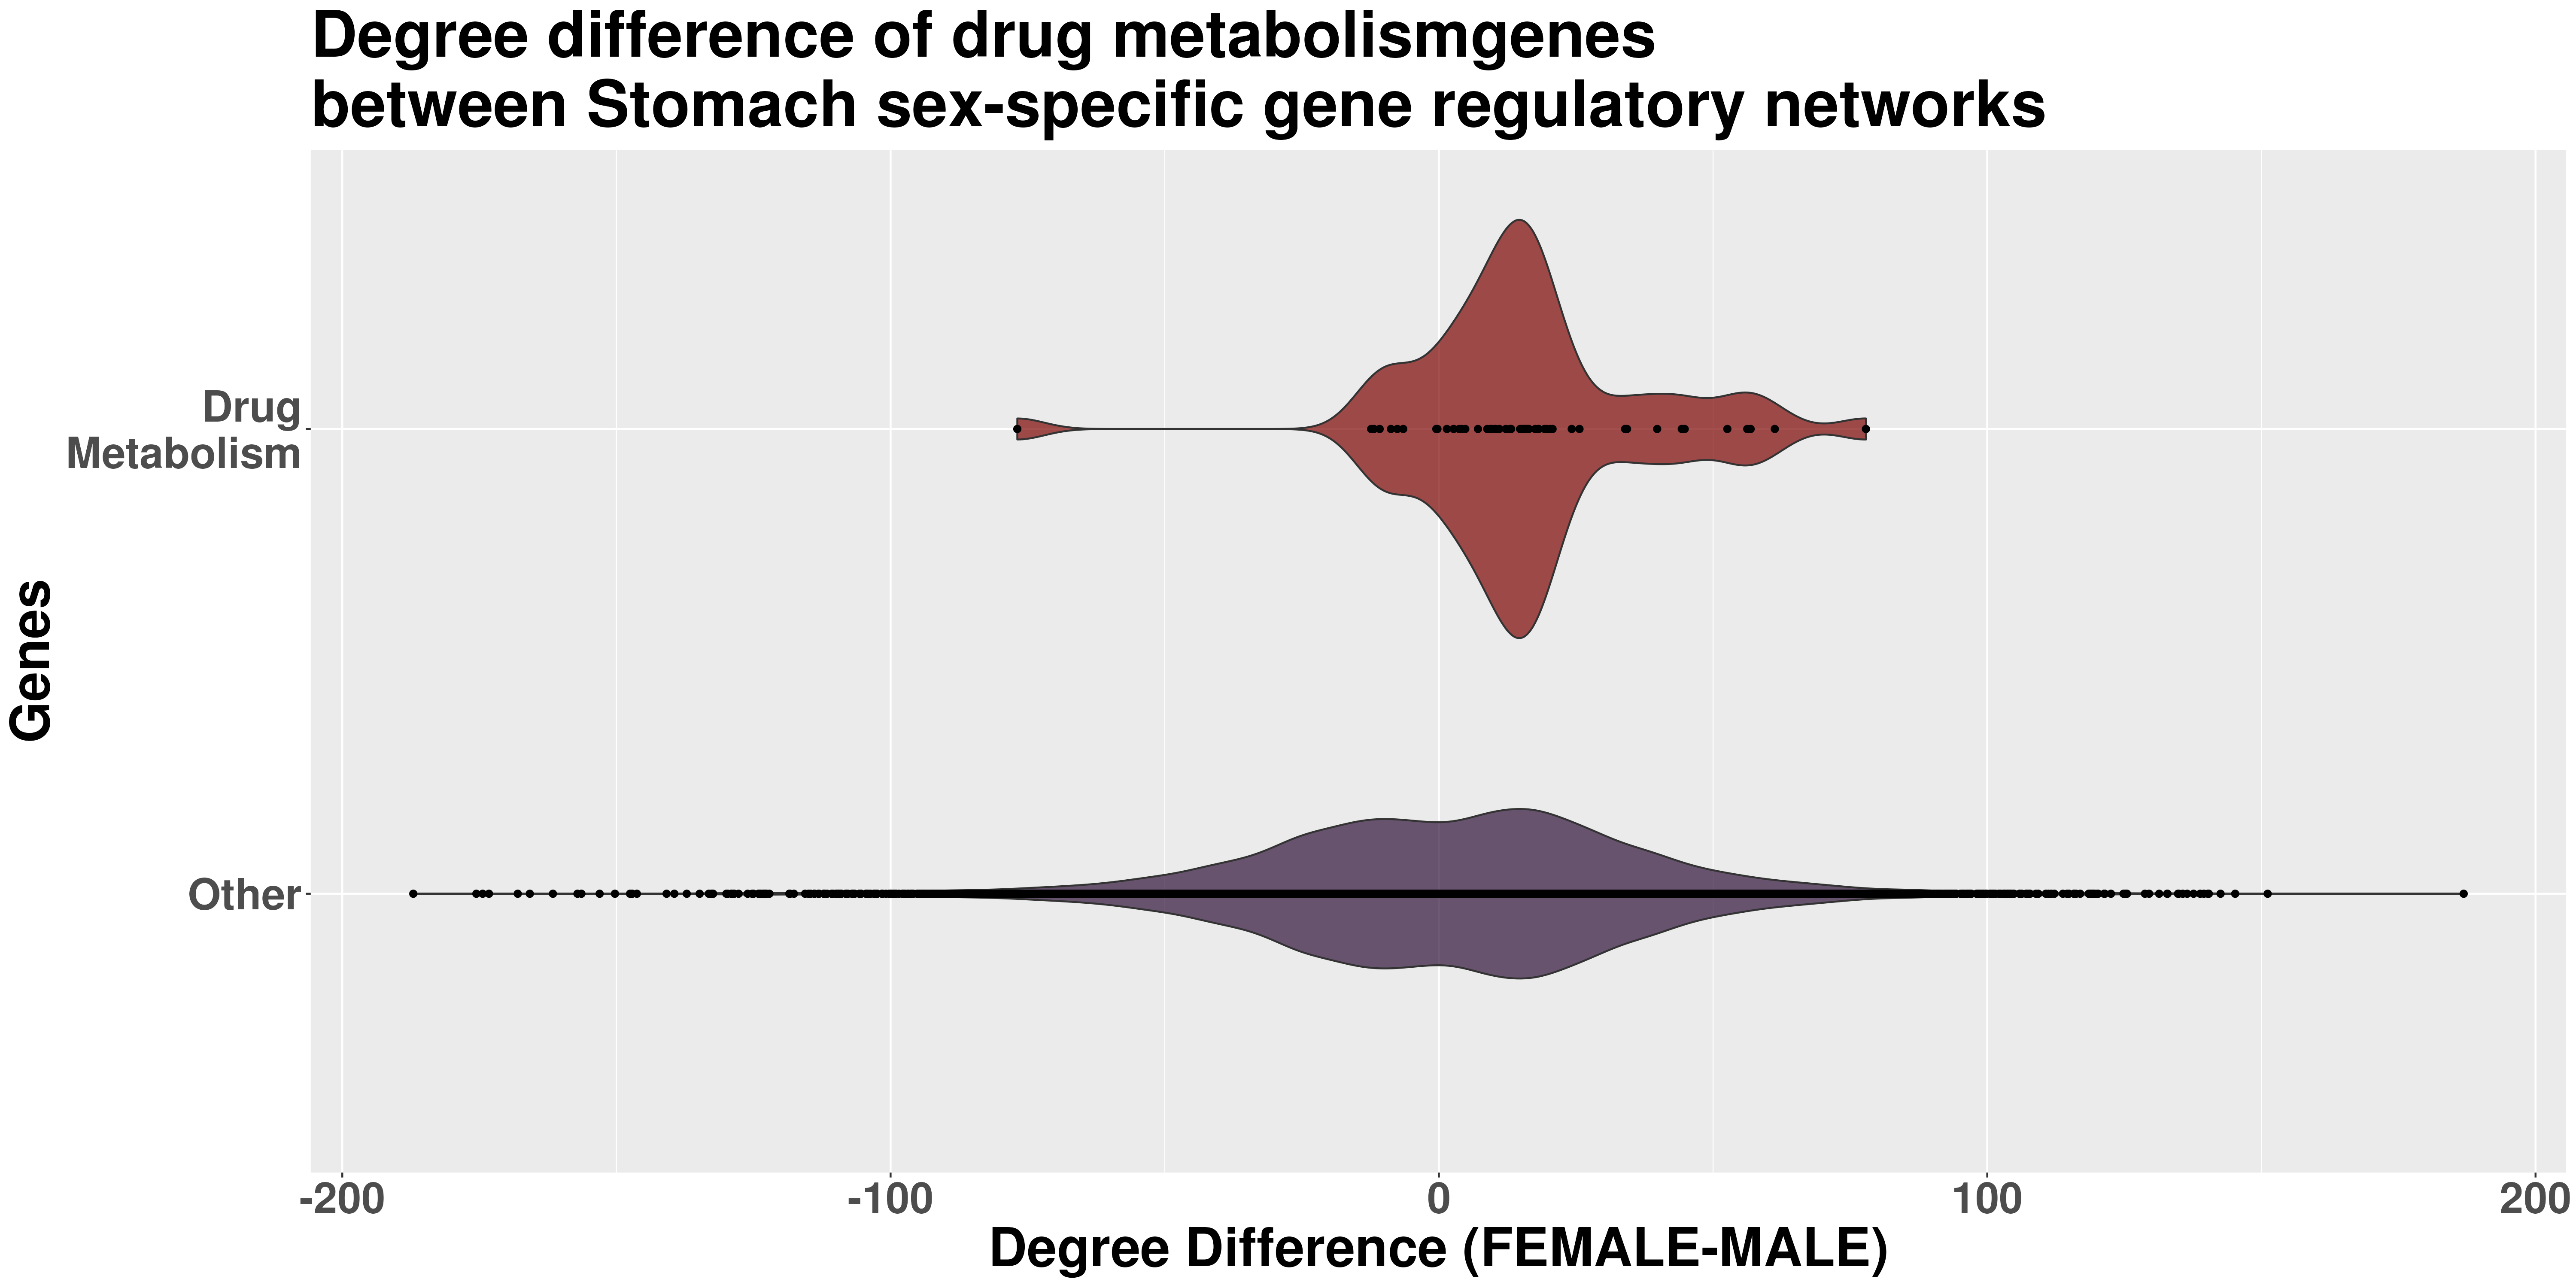 Degree difference of drug metabolismgenes
between Stomach sex-specific gene regulatory networks
Genes
Drug
Metabolism
Other
-200
-100
0
100
200
Degree Difference (FEMALE-MALE)